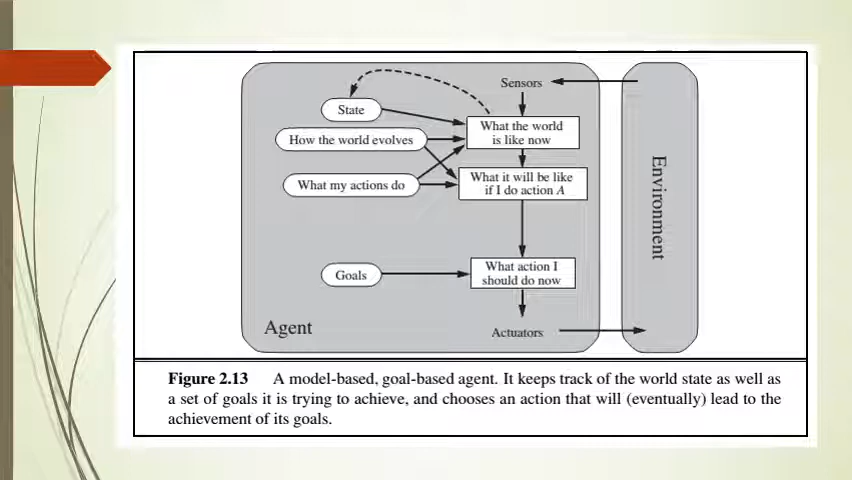 Sensors
State
What the world
is like now
How the world evolves
What my actions do
What it will be like
if I do action A
Environment
Goals
What action I
should do now
Agent
Actuators
Figure 2.13 A model-based, goal-based agent. It keeps track of the world state as well as
a set of goals it is trying to achieve, and chooses an action that will (eventually) lead to the
achievement of its goals.